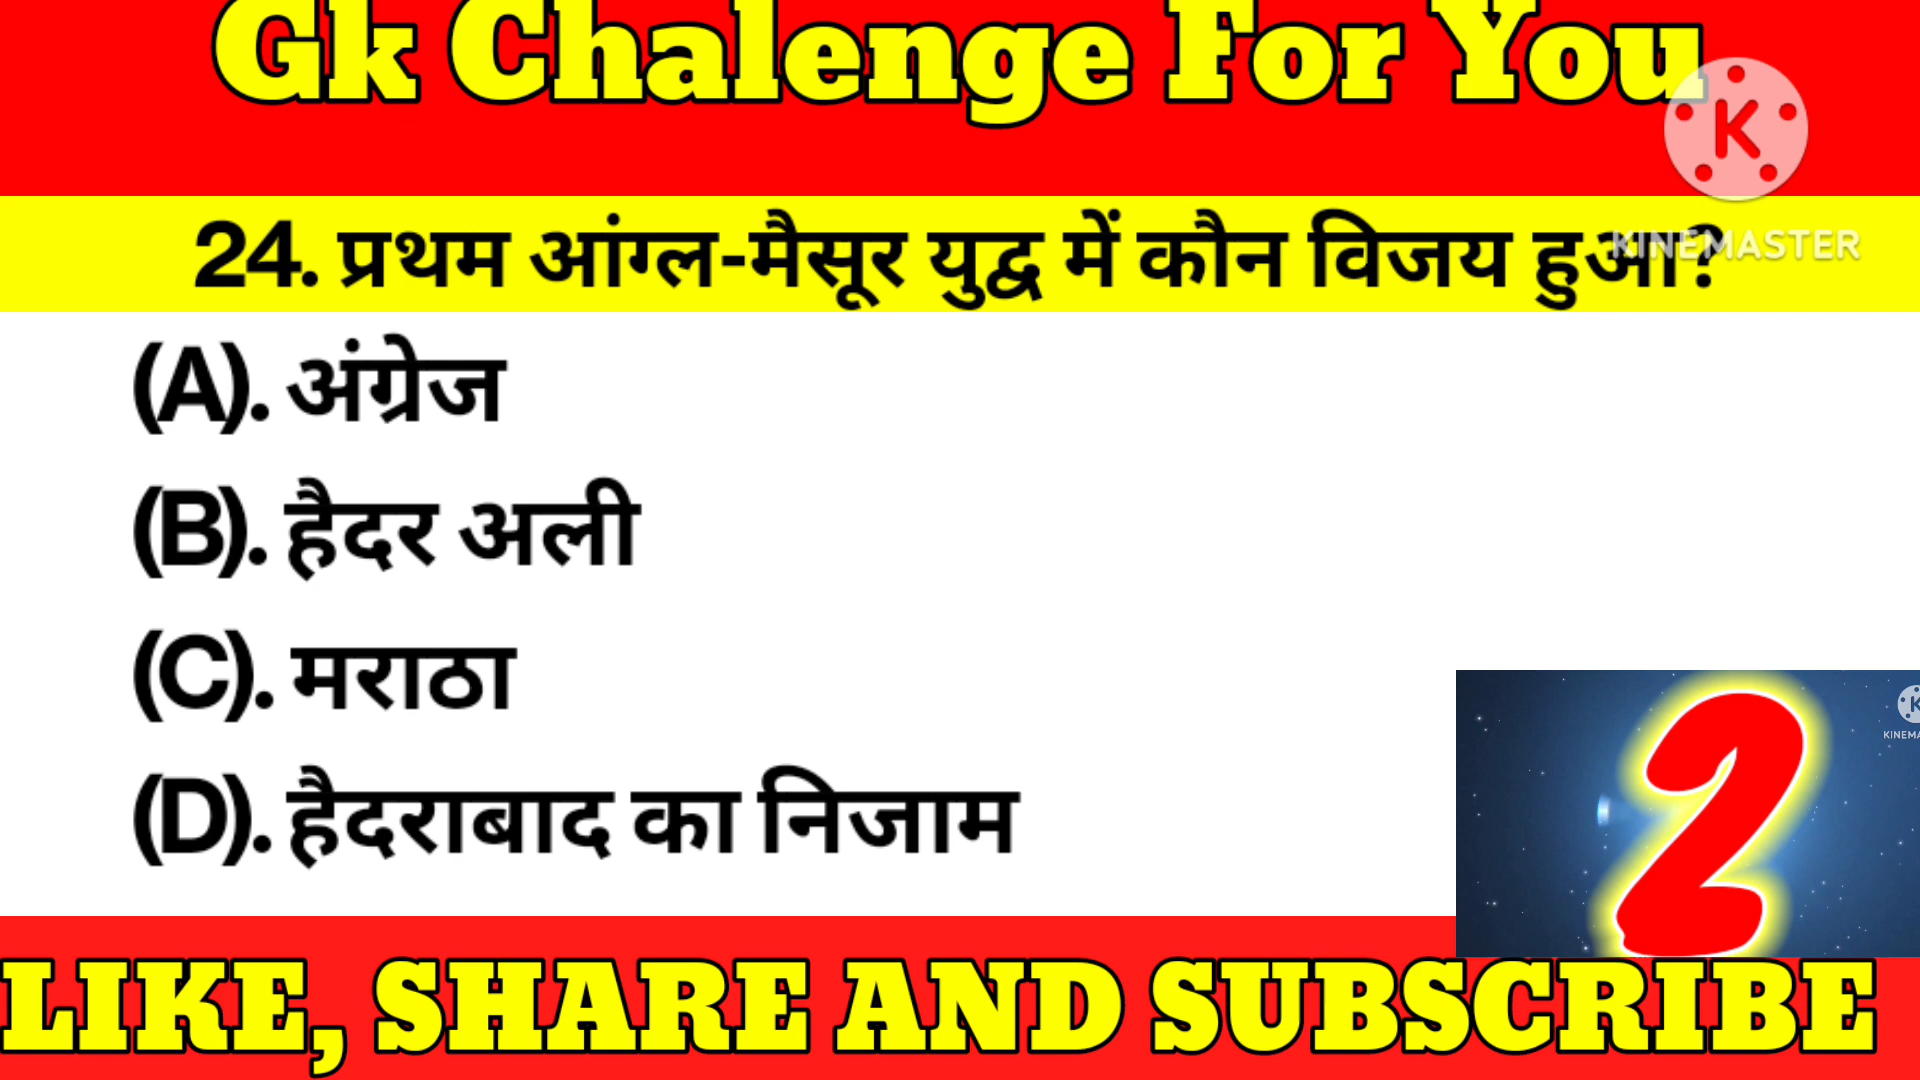 Gk Chalenge For You
K
KINEMASTER
24. प्रथम आंग्ल-मैसूर युद्व में कौन विजय हुआ?
(A). अंग्रेज
(B). हैदर अली
(C). मराठा
(D). हैदराबाद का निजाम
2
LIKE, SHARE AND SUBSCRIBE